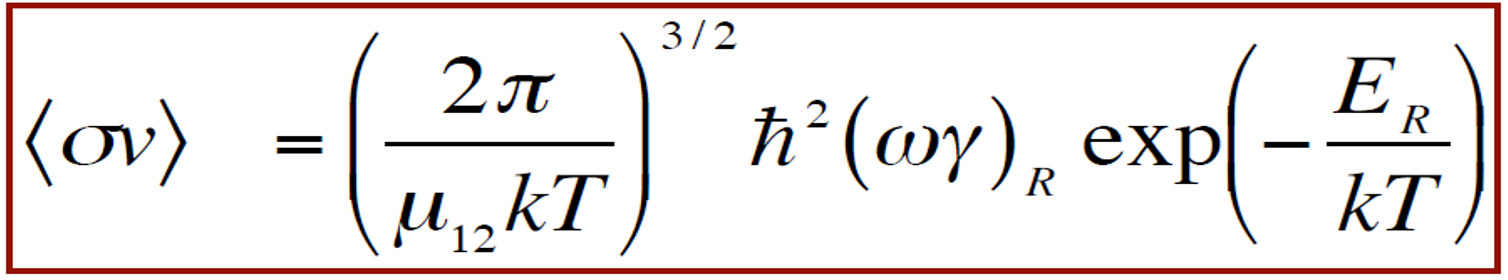 ⟨σv⟩ = (2π / μ₁₂kT)^3/2 ħ² (ωγ)_R exp(− E_R / kT)